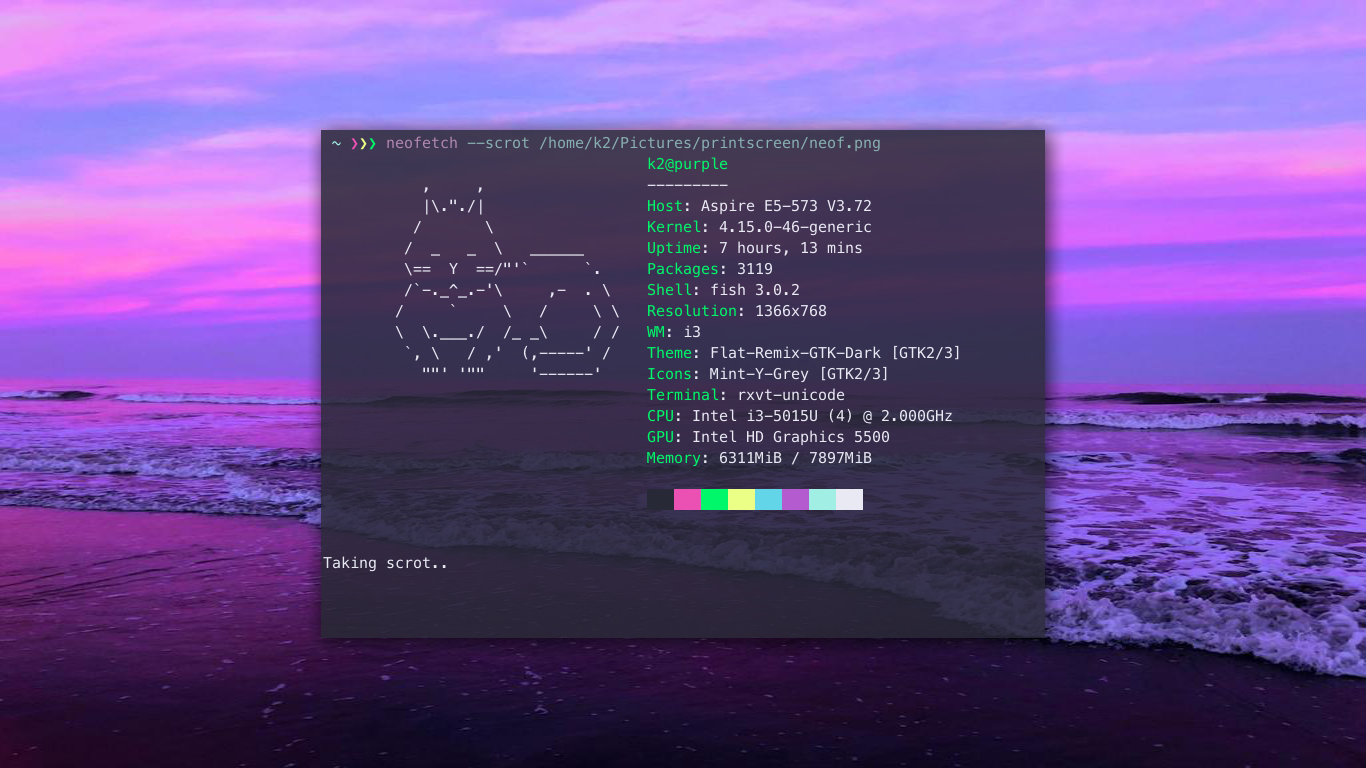 ~ ❯❯❯ neofetch --scrot /home/k2/Pictures/printscreen/neof.png
k2@purple
---------
Host: Aspire E5-573 V3.72
Kernel: 4.15.0-46-generic
Uptime: 7 hours, 13 mins
Packages: 3119
Shell: fish 3.0.2
Resolution: 1366x768
WM: i3
Theme: Flat-Remix-GTK-Dark [GTK2/3]
Icons: Mint-Y-Grey [GTK2/3]
Terminal: rxvt-unicode
CPU: Intel i3-5015U (4) @ 2.000GHz
GPU: Intel HD Graphics 5500
Memory: 6311MiB / 7897MiB
Taking scrot..